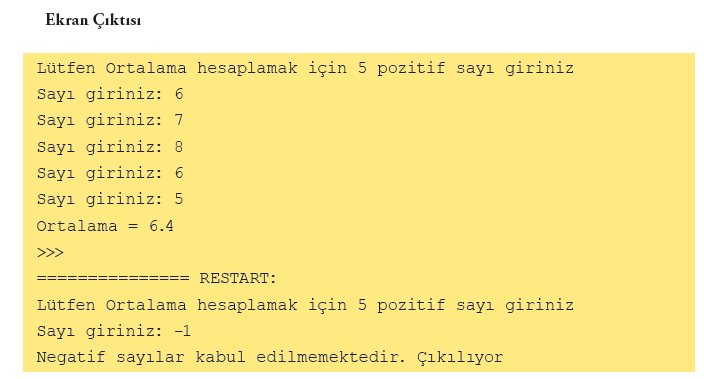 Ekran Çıktısı
Lütfen Ortalama hesaplamak için 5 pozitif sayı giriniz
Sayı giriniz: 6
Sayı giriniz: 7
Sayı giriniz: 8
Sayı giriniz: 6
Sayı giriniz: 5
Ortalama = 6.4
>>>
=============== RESTART:
Lütfen Ortalama hesaplamak için 5 pozitif sayı giriniz
Sayı giriniz: -1
Negatif sayılar kabul edilmemektedir. Çıkılıyor